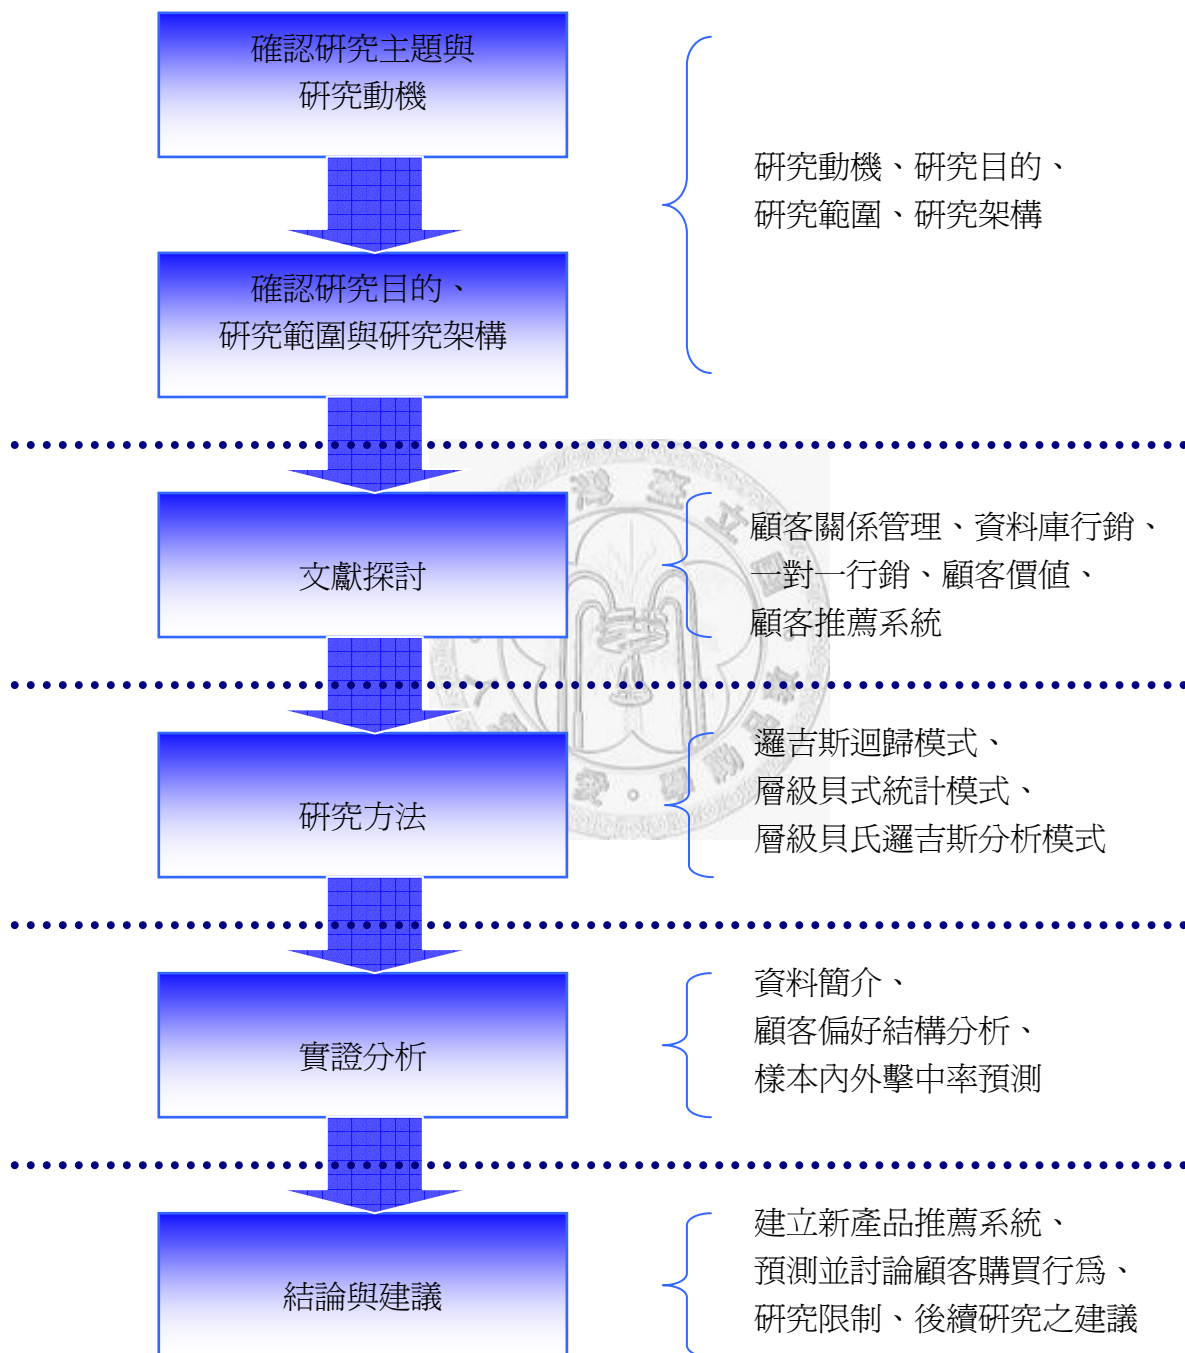 確認研究主題與
研究動機
研究動機、研究目的、
研究範圍、研究架構
確認研究目的、
研究範圍與研究架構
文獻探討
顧客關係管理、資料庫行銷、
一對一行銷、顧客價值、
顧客推薦系統
研究方法
邏吉斯迴歸模式、
層級貝式統計模式、
層級貝氏邏吉斯分析模式
實證分析
資料簡介、
顧客偏好結構分析、
樣本內外擊中率預測
結論與建議
建立新產品推薦系統、
預測並討論顧客購買行為、
研究限制、後續研究之建議